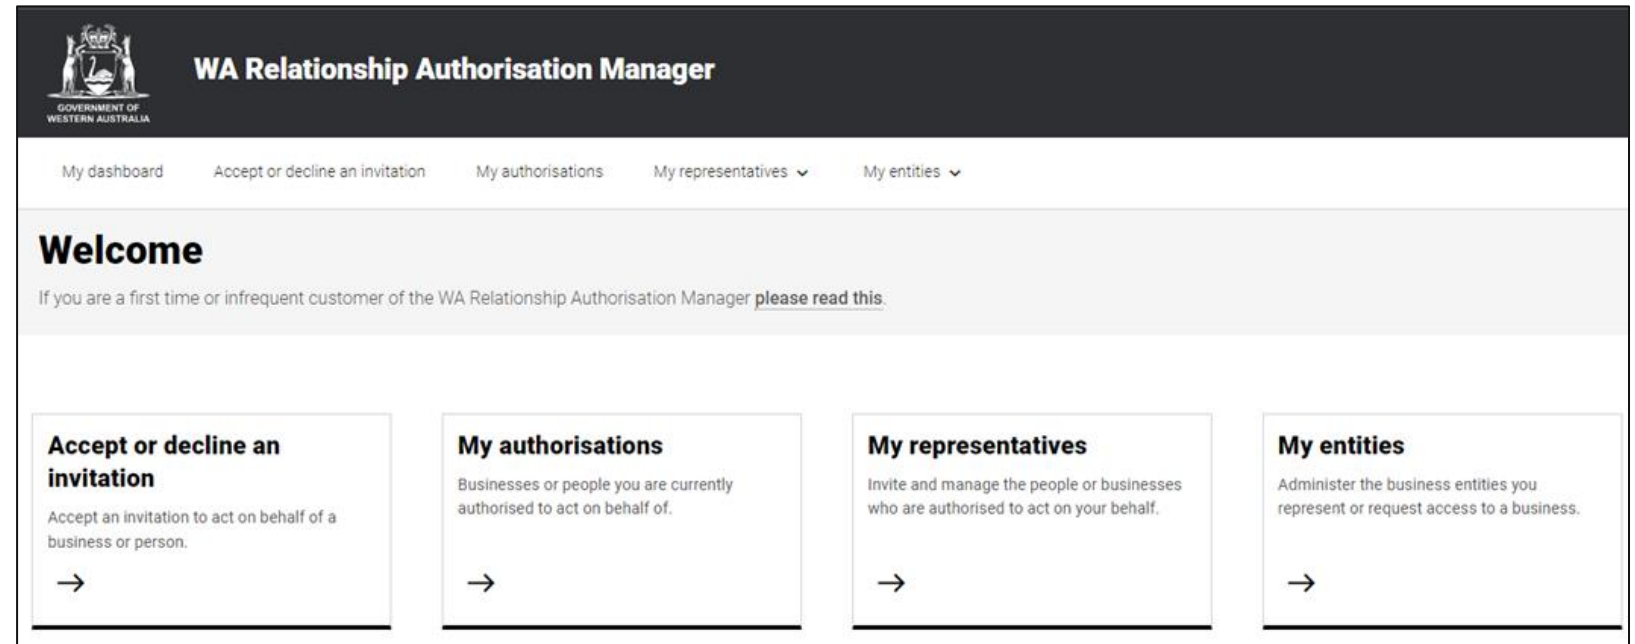 GOVERNMENT OF
WESTERN AUSTRALIA
WA Relationship Authorisation Manager
My dashboard Accept or decline an invitation My authorisations My representatives My entities
Welcome
If you are a first time or infrequent customer of the WA Relationship Authorisation Manager please read this.
Accept or decline an
invitation
Accept an invitation to act on behalf of a
business or person.
My authorisations
Businesses or people you are currently
authorised to act on behalf of.
My representatives
Invite and manage the people or businesses
who are authorised to act on your behalf.
My entities
Administer the business entities you
represent or request access to a business.